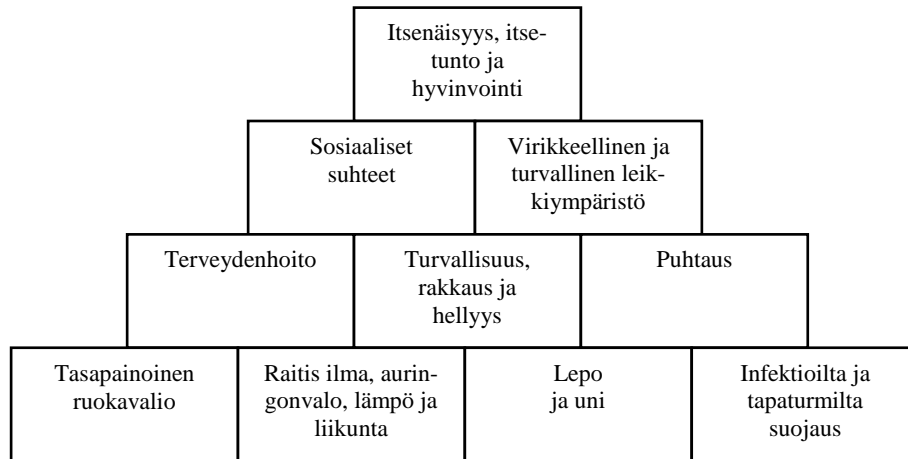 Itsenäisyys, itse-
tunto ja
hyvinvointi
Sosiaaliset
suhteet
Virikkeellinen ja
turvallinen leik-
kiympäristö
Terveydenhoito
Turvallisuus,
rakkaus ja
hellyys
Puhtaus
Tasapainoinen
ruokavalio
Raitis ilma, aurin-
gonvalo, lämpö ja
liikunta
Lepo
ja uni
Infektioilta ja
tapaturmilta
suojaus